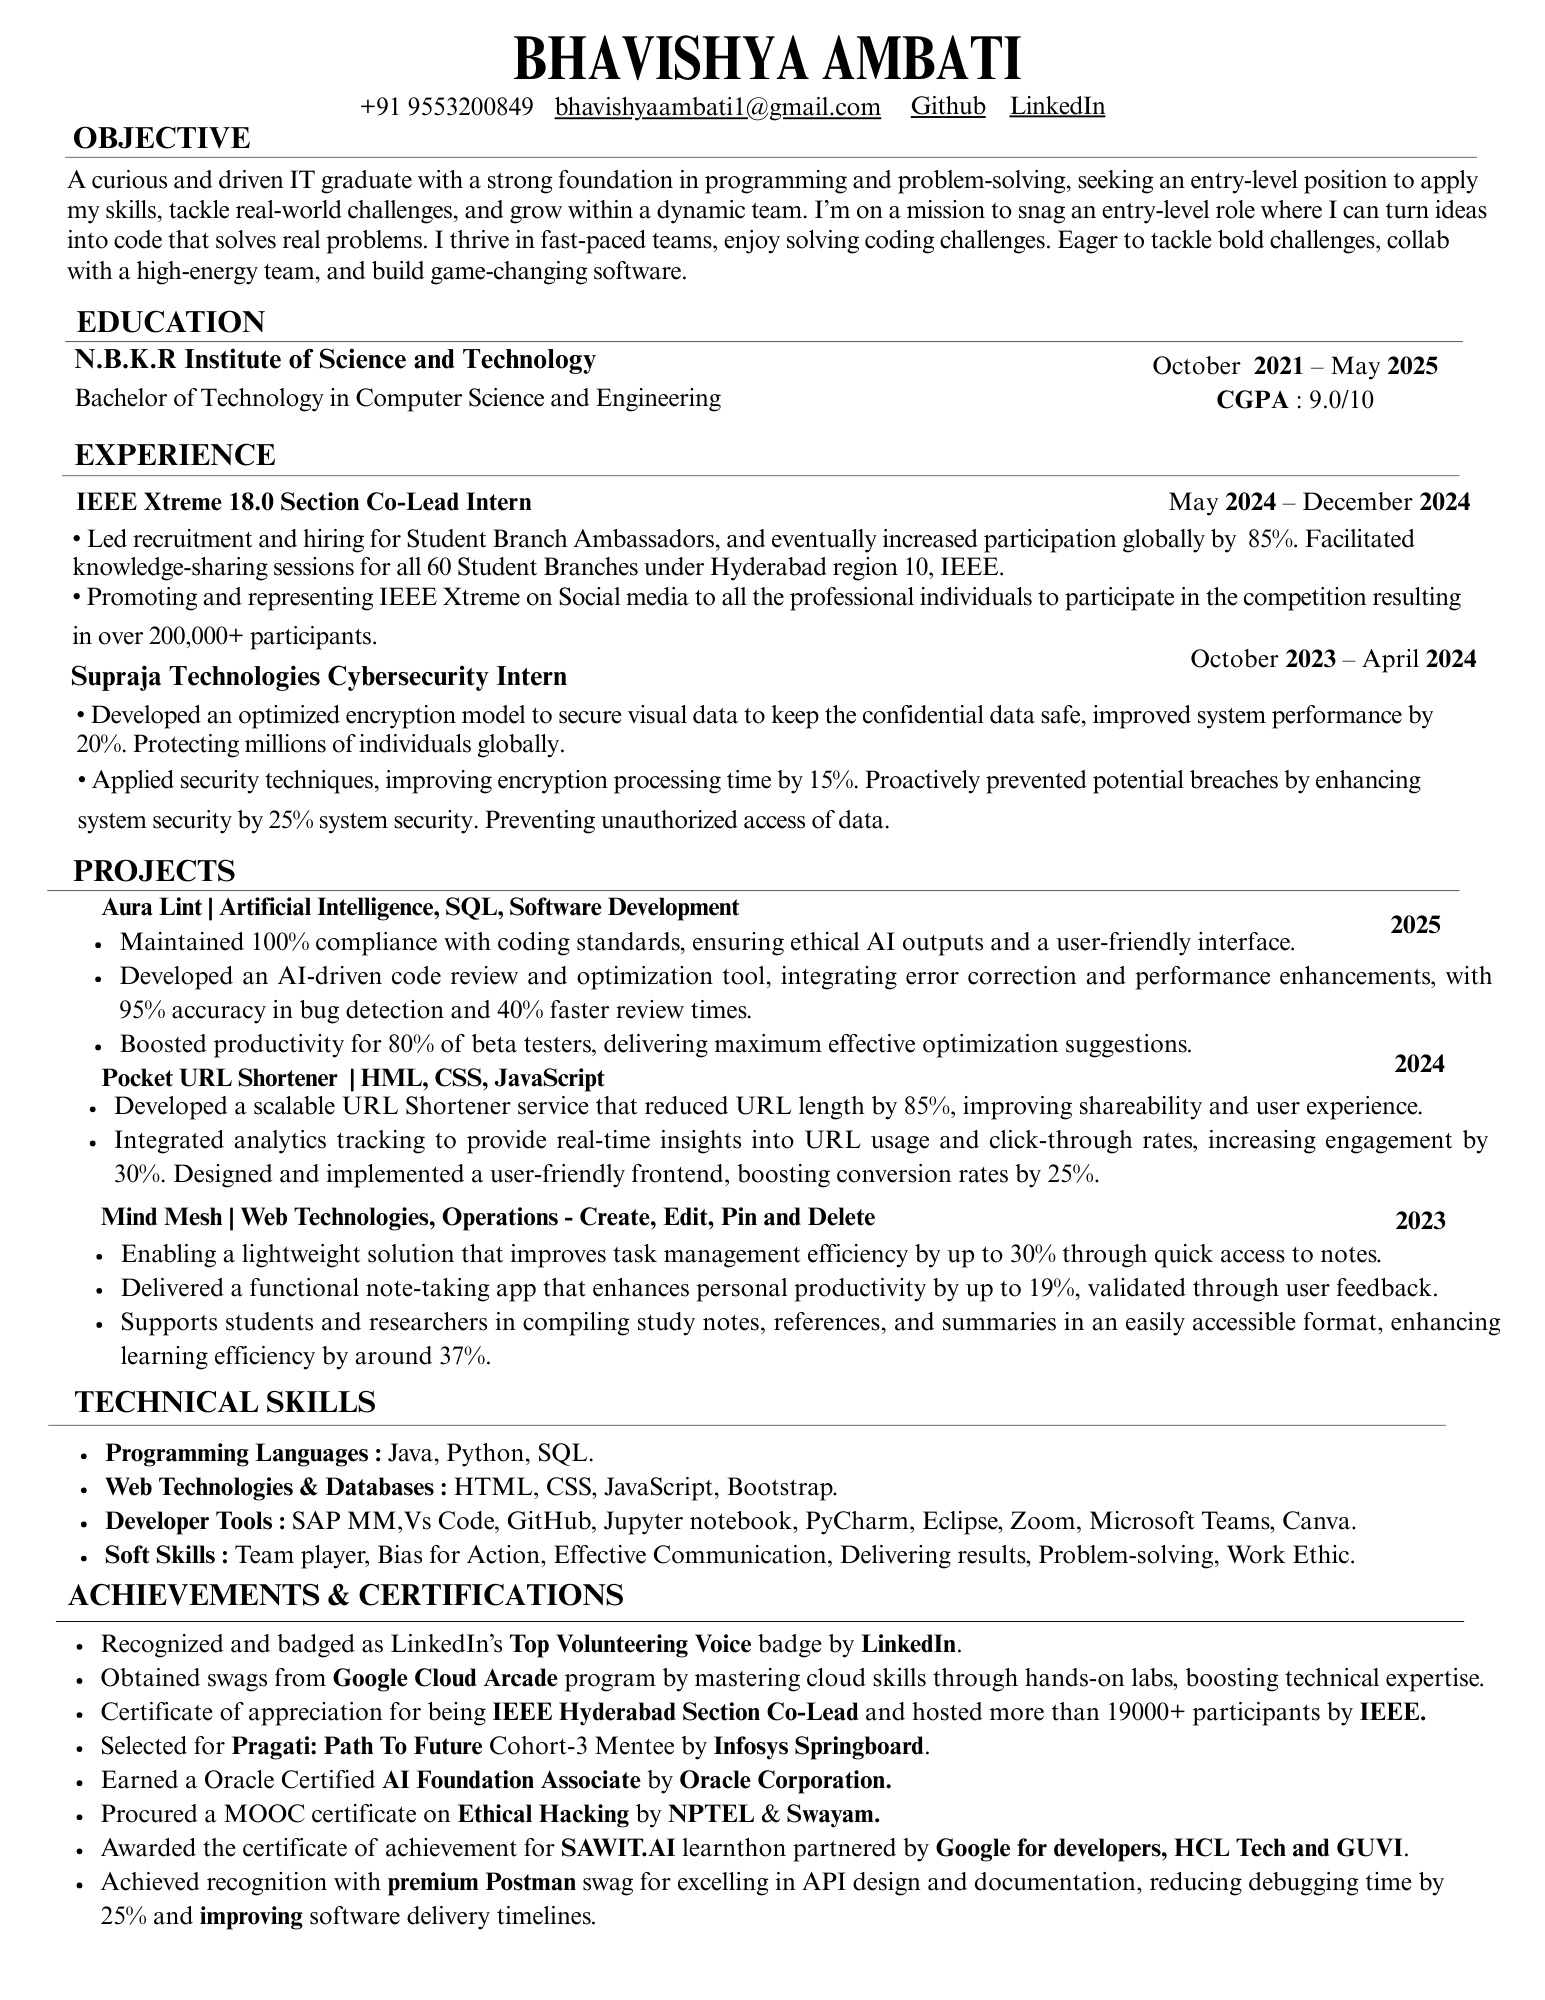 BHAVISHYA AMBATI
+91 9553200849 bhavishyaambati1@gmail.com Github LinkedIn
OBJECTIVE
A curious and driven IT graduate with a strong foundation in programming and problem-solving, seeking an entry-level position to apply
my skills, tackle real-world challenges, and grow within a dynamic team. I’m on a mission to snag an entry-level role where I can turn ideas
into code that solves real problems. I thrive in fast-paced teams, enjoy solving coding challenges. Eager to tackle bold challenges, collab
with a high-energy team, and build game-changing software.
EDUCATION
N.B.K.R Institute of Science and Technology
October 2021 – May 2025
Bachelor of Technology in Computer Science and Engineering
CGPA : 9.0/10
EXPERIENCE
IEEE Xtreme 18.0 Section Co-Lead Intern May 2024 – December 2024
• Led recruitment and hiring for Student Branch Ambassadors, and eventually increased participation globally by 85%. Facilitated
knowledge-sharing sessions for all 60 Student Branches under Hyderabad region 10, IEEE.
• Promoting and representing IEEE Xtreme on Social media to all the professional individuals to participate in the competition resulting
in over 200,000+ participants.
October 2023 – April 2024
Supraja Technologies Cybersecurity Intern
• Developed an optimized encryption model to secure visual data to keep the confidential data safe, improved system performance by
20%. Protecting millions of individuals globally.
• Applied security techniques, improving encryption processing time by 15%. Proactively prevented potential breaches by enhancing
system security by 25% system security. Preventing unauthorized access of data.
PROJECTS
Aura Lint | Artificial Intelligence, SQL, Software Development
2025
• Maintained 100% compliance with coding standards, ensuring ethical AI outputs and a user-friendly interface.
• Developed an AI-driven code review and optimization tool, integrating error correction and performance enhancements, with
95% accuracy in bug detection and 40% faster review times.
• Boosted productivity for 80% of beta testers, delivering maximum effective optimization suggestions.
2024
Pocket URL Shortener | HML, CSS, JavaScript
• Developed a scalable URL Shortener service that reduced URL length by 85%, improving shareability and user experience.
• Integrated analytics tracking to provide real-time insights into URL usage and click-through rates, increasing engagement by
30%. Designed and implemented a user-friendly frontend, boosting conversion rates by 25%.
Mind Mesh | Web Technologies, Operations - Create, Edit, Pin and Delete 2023
• Enabling a lightweight solution that improves task management efficiency by up to 30% through quick access to notes.
• Delivered a functional note-taking app that enhances personal productivity by up to 19%, validated through user feedback.
• Supports students and researchers in compiling study notes, references, and summaries in an easily accessible format, enhancing
learning efficiency by around 37%.
TECHNICAL SKILLS
• Programming Languages : Java, Python, SQL.
• Web Technologies & Databases : HTML, CSS, JavaScript, Bootstrap.
• Developer Tools : SAP MM,Vs Code, GitHub, Jupyter notebook, PyCharm, Eclipse, Zoom, Microsoft Teams, Canva.
• Soft Skills : Team player, Bias for Action, Effective Communication, Delivering results, Problem-solving, Work Ethic.
ACHIEVEMENTS & CERTIFICATIONS
• Recognized and badged as LinkedIn’s Top Volunteering Voice badge by LinkedIn.
• Obtained swags from Google Cloud Arcade program by mastering cloud skills through hands-on labs, boosting technical expertise.
• Certificate of appreciation for being IEEE Hyderabad Section Co-Lead and hosted more than 19000+ participants by IEEE.
• Selected for Pragati: Path To Future Cohort-3 Mentee by Infosys Springboard.
• Earned a Oracle Certified AI Foundation Associate by Oracle Corporation.
• Procured a MOOC certificate on Ethical Hacking by NPTEL & Swayam.
• Awarded the certificate of achievement for SAWIT.AI learnthon partnered by Google for developers, HCL Tech and GUVI.
• Achieved recognition with premium Postman swag for excelling in API design and documentation, reducing debugging time by
25% and improving software delivery timelines.